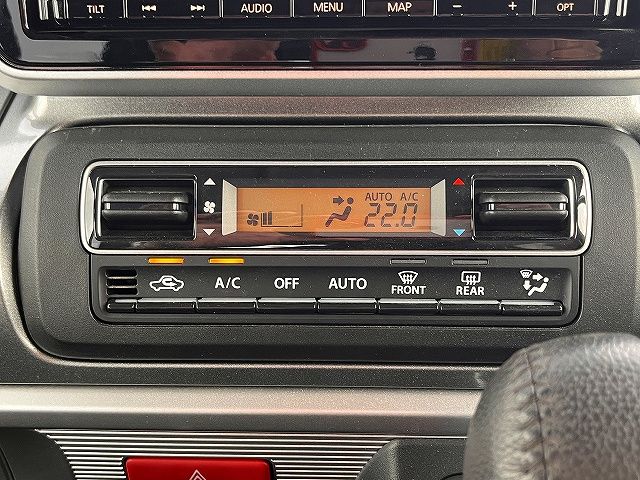 TILT AUDIO MENU MAP - + OPT
AUTO A/C
22.0
A/C OFF AUTO FRONT REAR